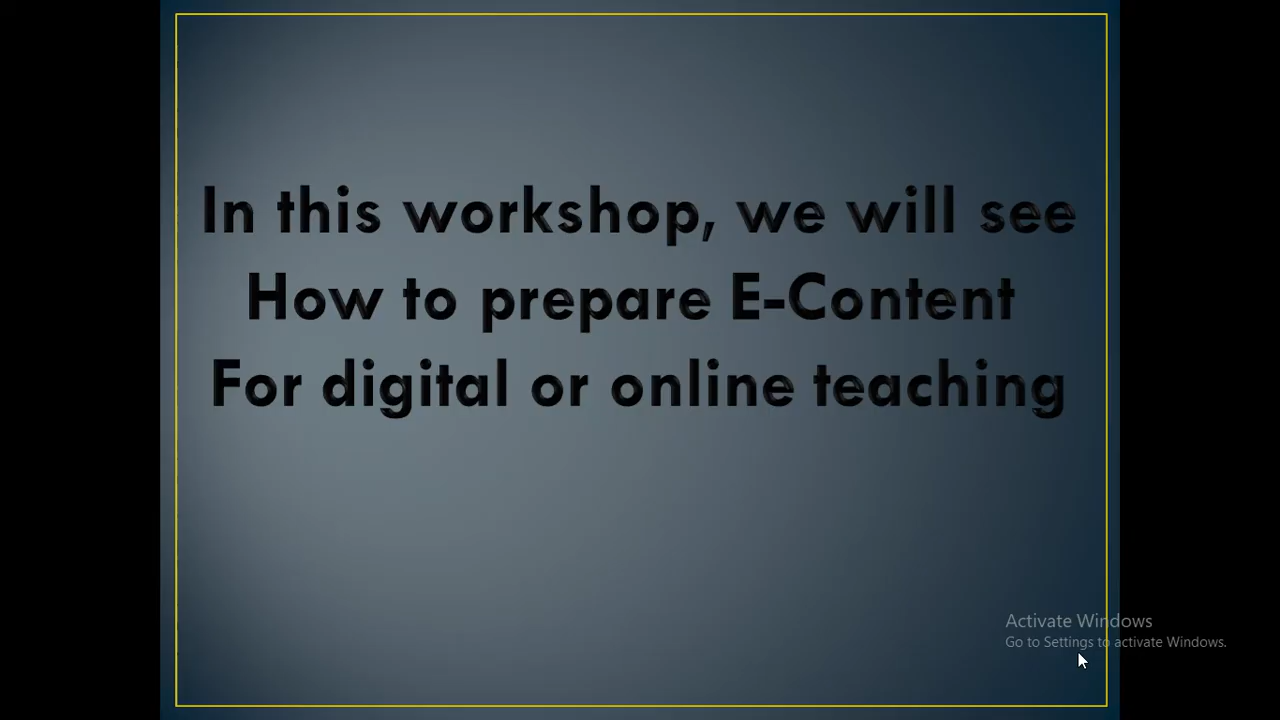 In this workshop, we will see
How to prepare E-Content
For digital or online teaching
Activate Windows
Go to Settings to activate Windows.